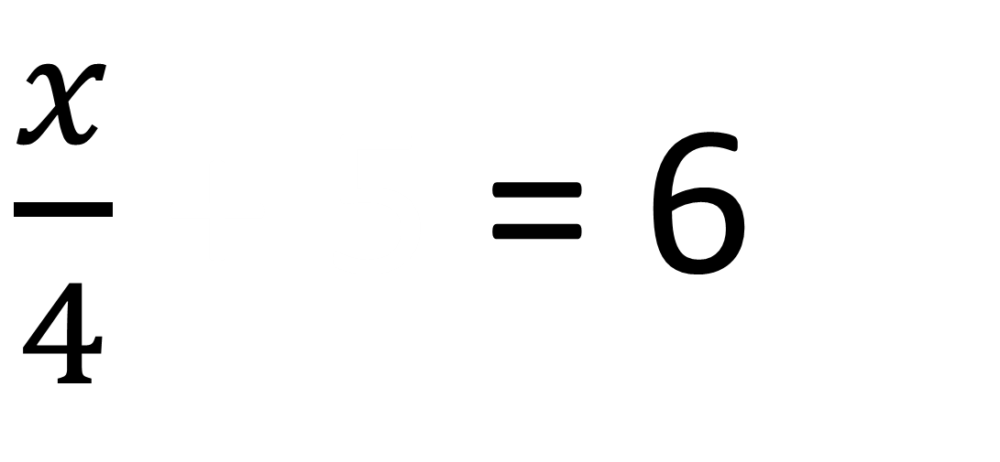 x/4 = 6